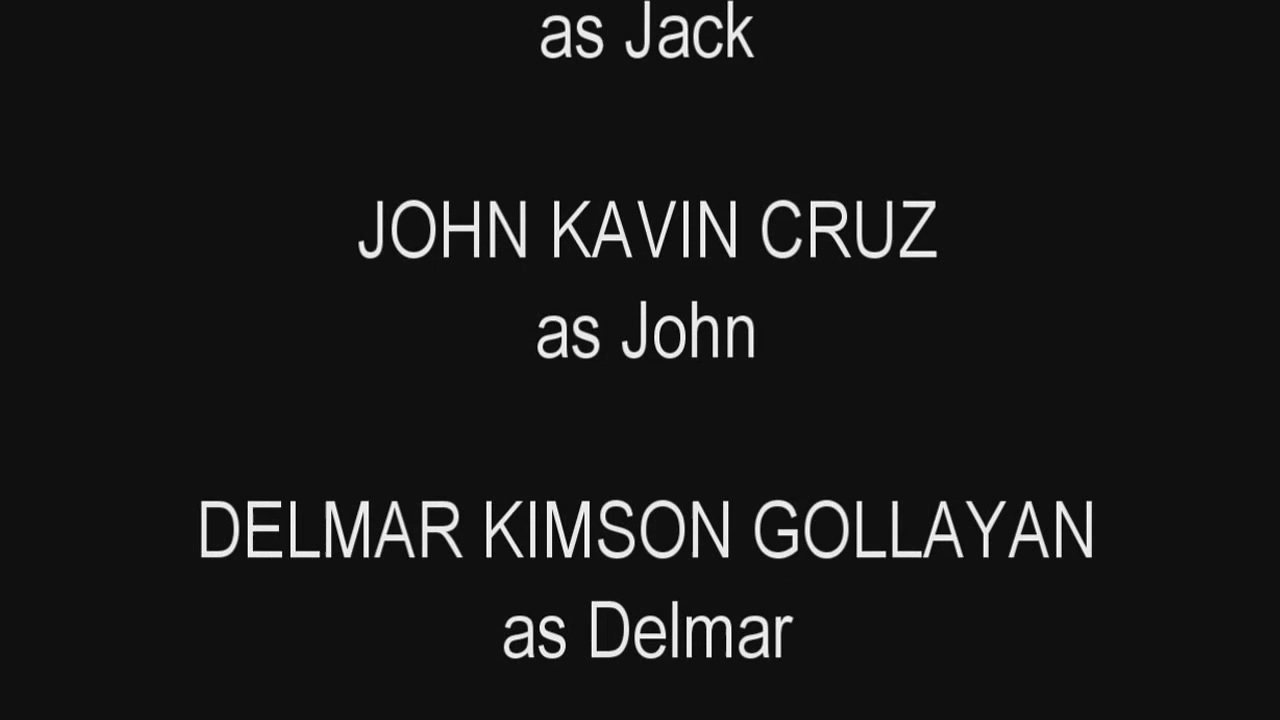 as Jack
JOHN KAVIN CRUZ
as John
DELMAR KIMSON GOLLAYAN
as Delmar